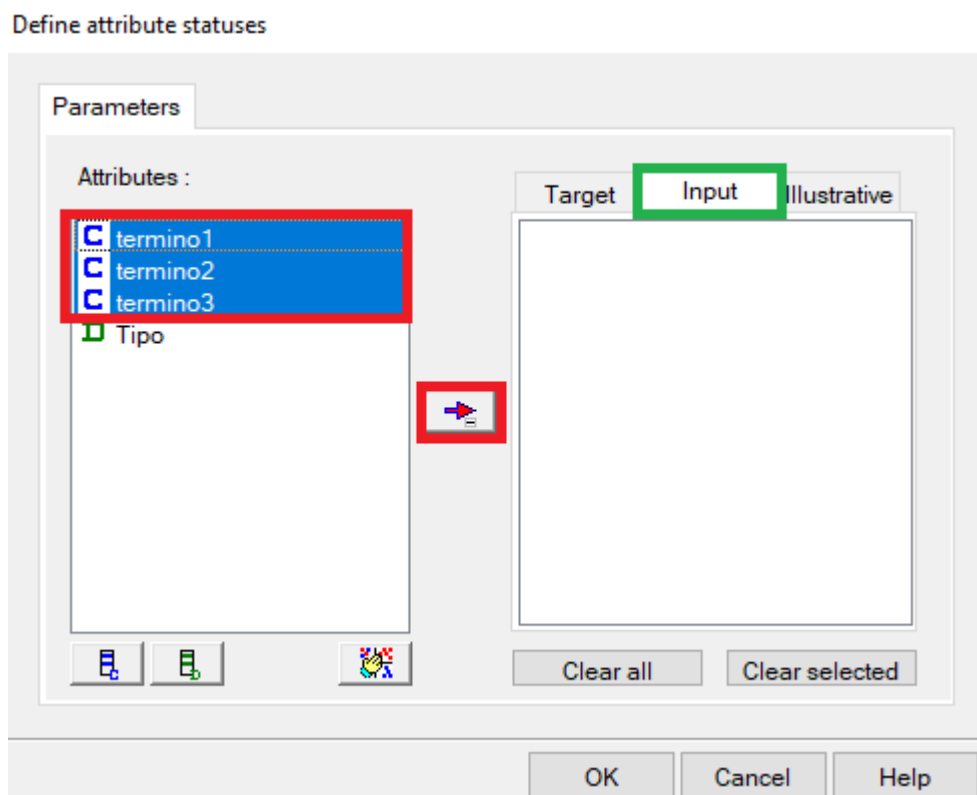 Define attribute statuses
Parameters
Attributes :
Target Input Illustrative
C termino1
C termino2
C termino3
D Tipo
Clear all Clear selected
OK Cancel Help